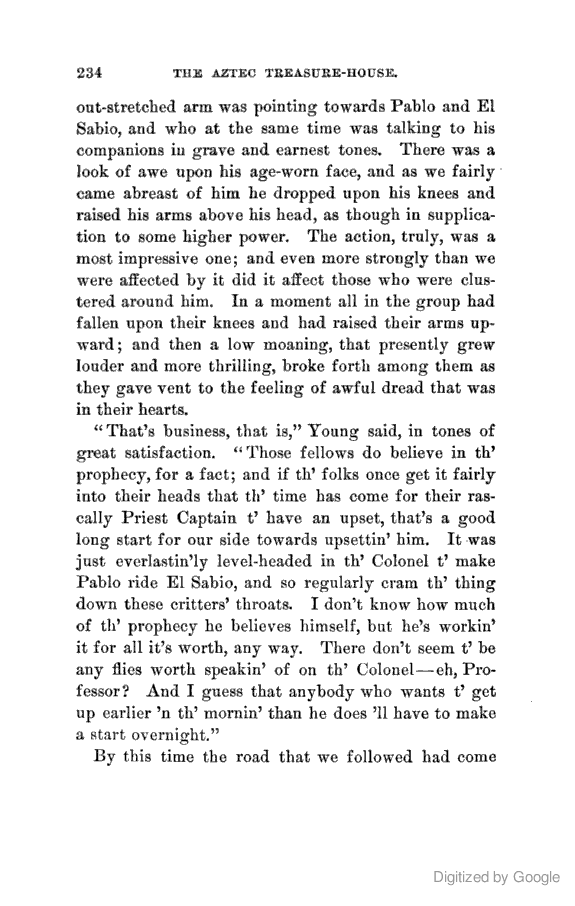 234 THE AZTEC TREASURE-HOUSE.
out-stretched arm was pointing towards Pablo and El
Sabio, and who at the same time was talking to his
companions in grave and earnest tones. There was a
look of awe upon his age-worn face, and as we fairly
came abreast of him he dropped upon his knees and
raised his arms above his head, as though in supplica-
tion to some higher power. The action, truly, was a
most impressive one; and even more strongly than we
were affected by it did it affect those who were clus-
tered around him. In a moment all in the group had
fallen upon their knees and had raised their arms up-
ward; and then a low moaning, that presently grew
louder and more thrilling, broke forth among them as
they gave vent to the feeling of awful dread that was
in their hearts.
“That’s business, that is,” Young said, in tones of
great satisfaction. “Those fellows do believe in th’
prophecy, for a fact; and if th’ folks once get it fairly
into their heads that th’ time has come for their ras-
cally Priest Captain t’ have an upset, that’s a good
long start for our side towards upsettin’ him. It was
just everlastin’ly level-headed in th’ Colonel t’ make
Pablo ride El Sabio, and so regularly cram th’ thing
down these critters’ throats. I don’t know how much
of th’ prophecy he believes himself, but he’s workin’
it for all it’s worth, any way. There don’t seem t’ be
any flies worth speakin’ of on th’ Colonel—eh, Pro-
fessor? And I guess that anybody who wants t’ get
up earlier ’n th’ mornin’ than he does ’ll have to make
a start overnight.”
By this time the road that we followed had come
Digitized by Google